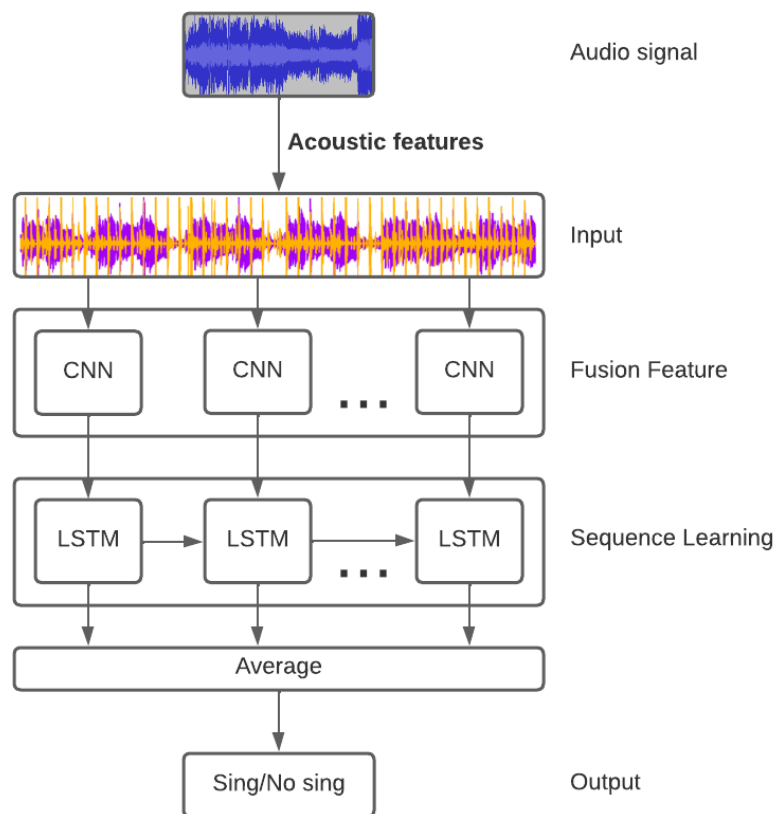 Audio signal
Acoustic features
Input
CNN CNN ... CNN
Fusion Feature
LSTM LSTM ... LSTM
Sequence Learning
Average
Sing/No sing
Output